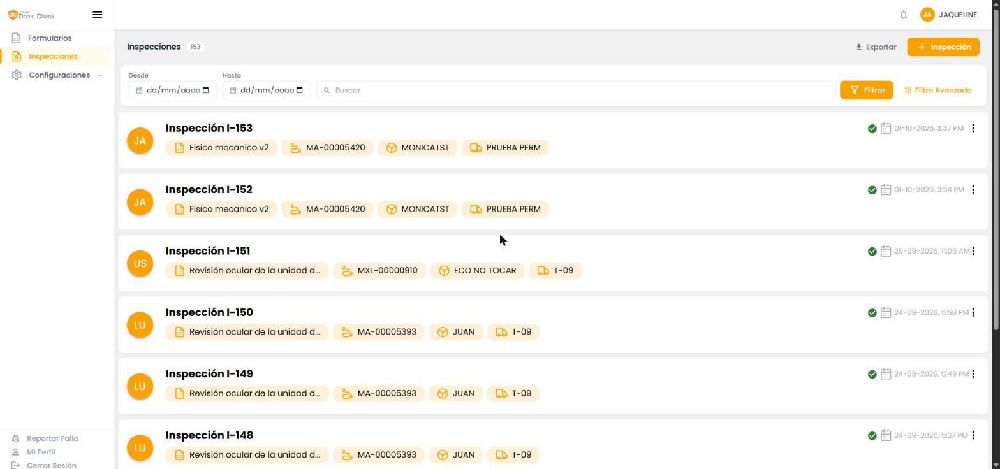 dc Doble Check
JA JAQUELINE
Formularios
Inspecciones
Configuraciones
Inspecciones 153
Exportar
Inspección
Desde
Hasta
dd/mm/aaaa
dd/mm/aaaa
Buscar
Filtrar
Filtro Avanzado
JA
Inspección I-153
01-10-2026, 3:37 PM
Fisico mecanico v2 MA-00005420 MONICATST PRUEBA PERM
JA
Inspección I-152
01-10-2026, 3:34 PM
Fisico mecanico v2 MA-00005420 MONICATST PRUEBA PERM
US
Inspección I-151
25-09-2026, 11:06 AM
Revisión ocular de la unidad d... MXL-00000910 FCO NO TOCAR T-09
LU
Inspección I-150
24-09-2026, 5:58 PM
Revisión ocular de la unidad d... MA-00005393 JUAN T-09
LU
Inspección I-149
24-09-2026, 5:49 PM
Revisión ocular de la unidad d... MA-00005393 JUAN T-09
LU
Inspección I-148
24-09-2026, 5:37 PM
Revisión ocular de la unidad d... MA-00005393 JUAN T-09
Reportar Falla
Mi Perfil
Cerrar Sesión